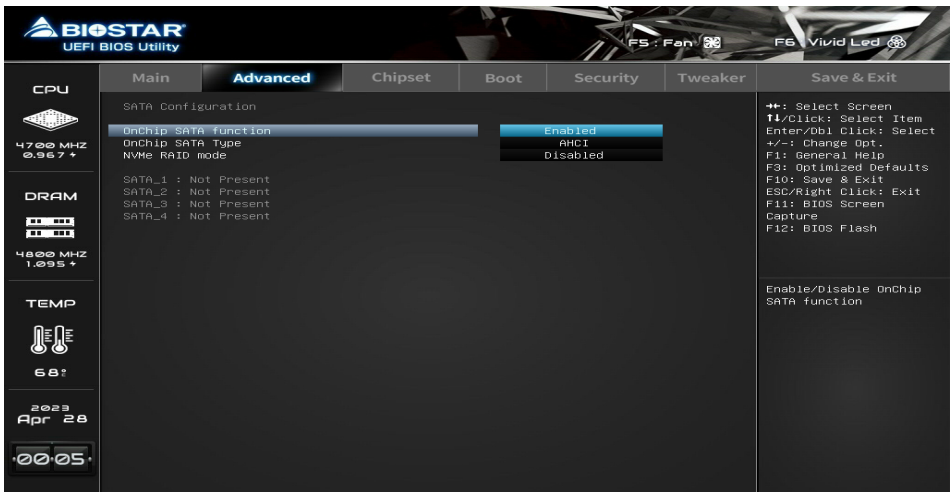 BIOSTAR
UEFI BIOS Utility
F5 : Fan
F6 : Vivid Led
Main Advanced Chipset Boot Security Tweaker Save & Exit
CPU
4700 MHZ
0.967
DRAM
4800 MHZ
1.095
TEMP
68
2023
Apr 28
00:05
SATA Configuration
OnChip SATA function Enabled
OnChip SATA Type AHCI
NVMe RAID mode Disabled
SATA_1 : Not Present
SATA_2 : Not Present
SATA_3 : Not Present
SATA_4 : Not Present
→←: Select Screen
↑↓/Click: Select Item
Enter/Dbl Click: Select
+/-: Change Opt.
F1: General Help
F3: Optimized Defaults
F10: Save & Exit
ESC/Right Click: Exit
F11: BIOS Screen
Capture
F12: BIOS Flash
Enable/Disable OnChip
SATA function